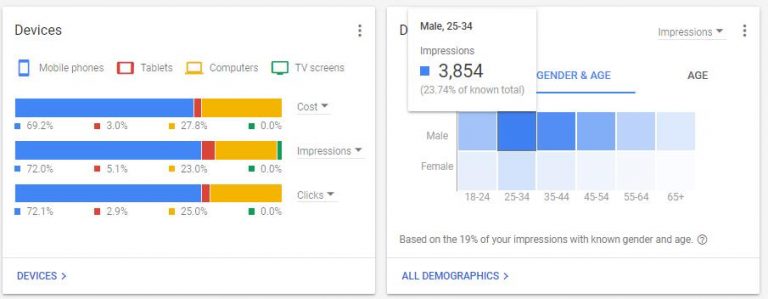 Devices
Mobile phones Tablets Computers TV screens
Cost
69.2% 3.0% 27.8% 0.0%
Impressions
72.0% 5.1% 23.0% 0.0%
Clicks
72.1% 2.9% 25.0% 0.0%
DEVICES
D
Impressions
Male, 25-34
Impressions
3,854
(23.74% of known total)
GENDER & AGE
AGE
Male
Female
18-24 25-34 35-44 45-54 55-64 65+
Based on the 19% of your impressions with known gender and age.
ALL DEMOGRAPHICS